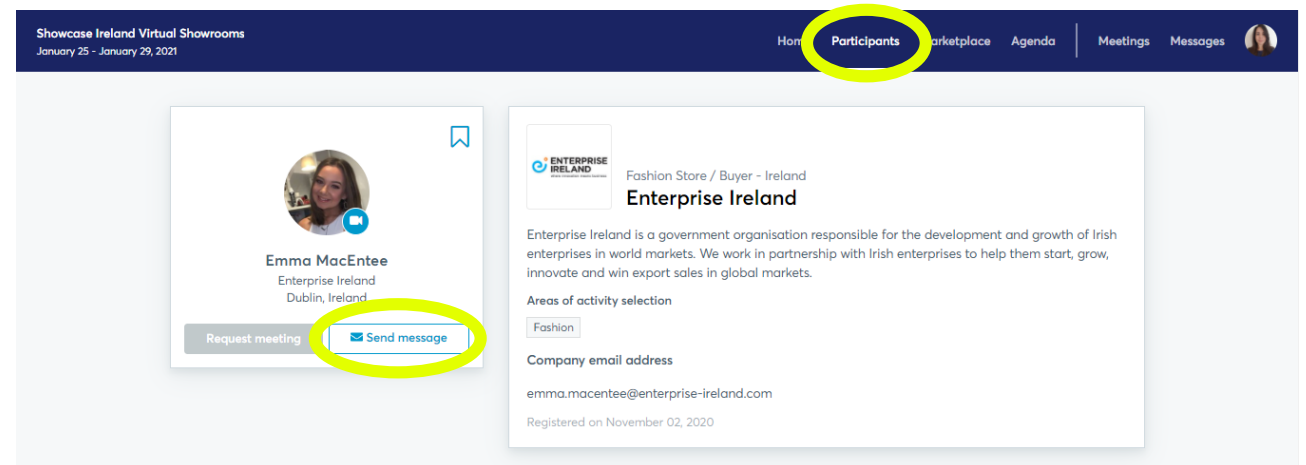 Showcase Ireland Virtual Showrooms
January 25 - January 29, 2021
Hom Participants arketplace Agenda Meetings Messages
Emma MacEntee
Enterprise Ireland
Dublin, Ireland
Request meeting Send message
ENTERPRISE
IRELAND
Fashion Store / Buyer - Ireland
Enterprise Ireland
Enterprise Ireland is a government organisation responsible for the development and growth of Irish
enterprises in world markets. We work in partnership with Irish enterprises to help them start, grow,
innovate and win export sales in global markets.
Areas of activity selection
Fashion
Company email address
emma.macentee@enterprise-ireland.com
Registered on November 02, 2020